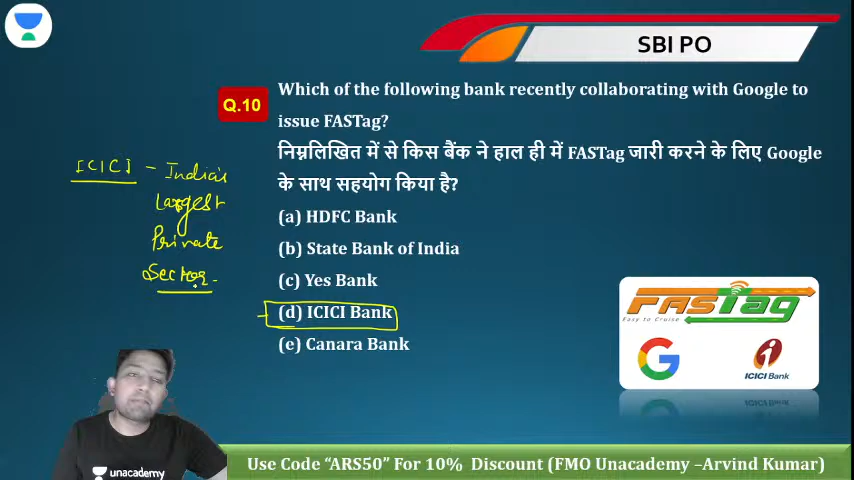 SBI PO
Q.10
Which of the following bank recently collaborating with Google to
issue FASTag?
निम्नलिखित में से किस बैंक ने हाल ही में FASTag जारी करने के लिए Google
के साथ सहयोग किया है?
(a) HDFC Bank
(b) State Bank of India
(c) Yes Bank
(d) ICICI Bank
(e) Canara Bank
ICICI - India's
Largest
Private
Sector.
FASTag
Easy to Cruise
G
ICICI Bank
unacademy
Use Code “ARS50” For 10% Discount (FMO Unacademy –Arvind Kumar)